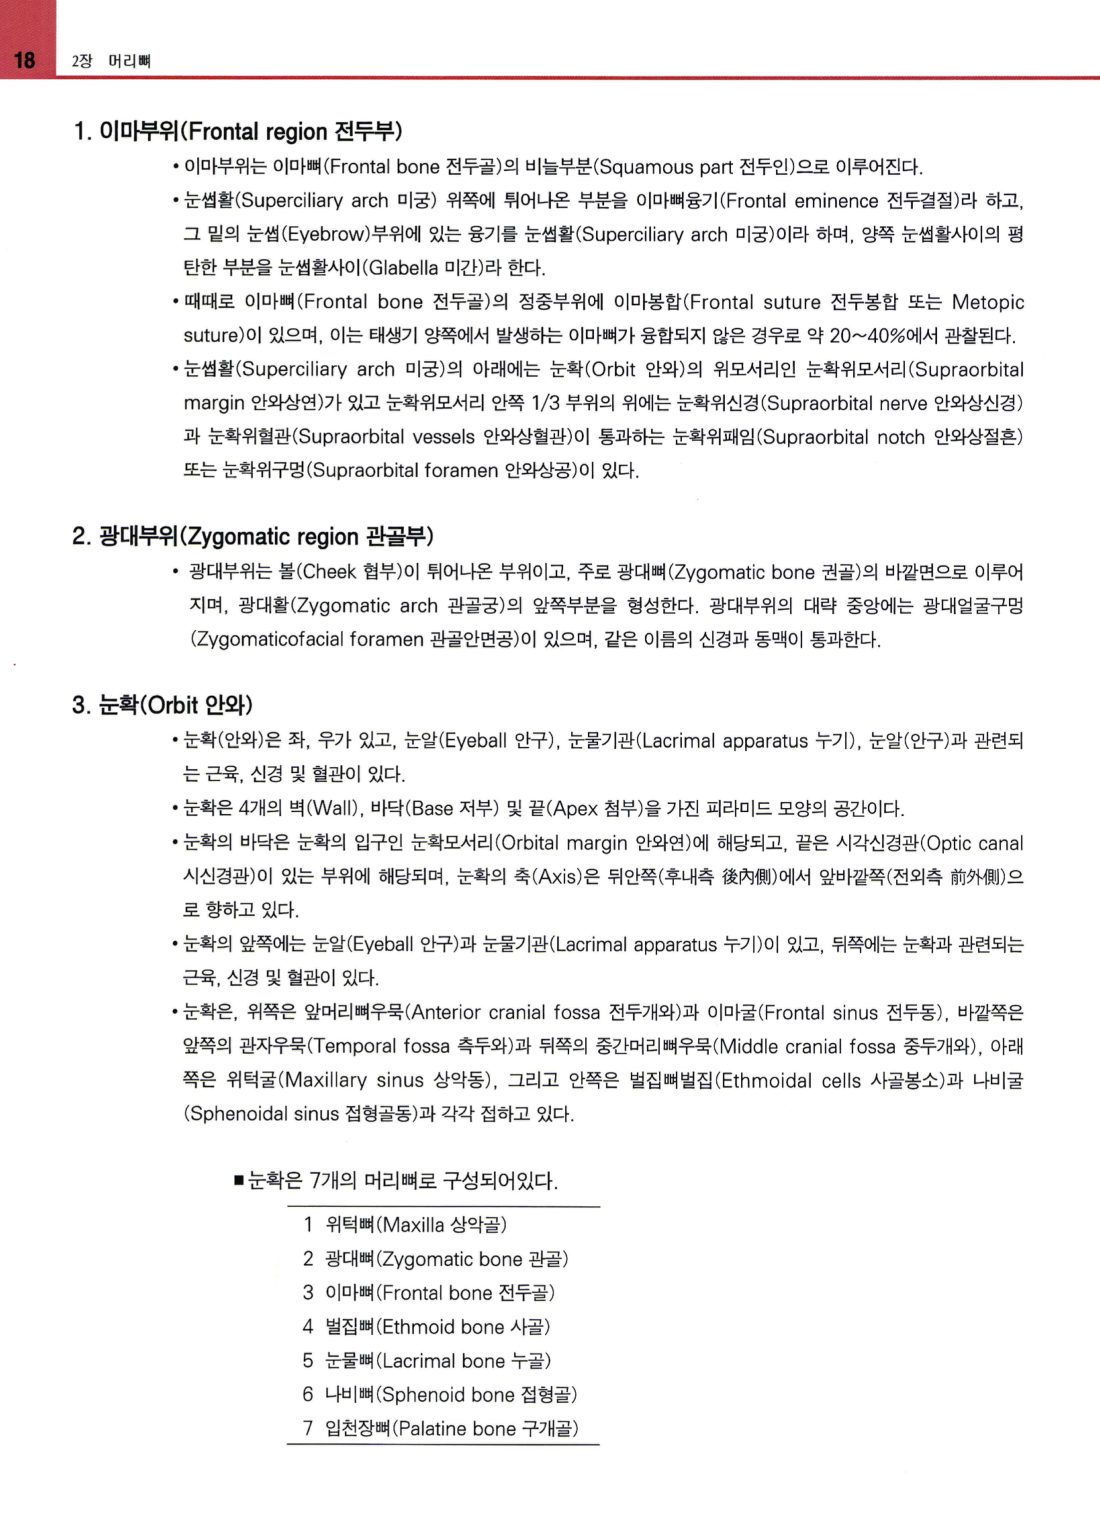 18 2장 머리뼈
1. 이마부위(Frontal region 전두부)
• 이마부위는 이마뼈(Frontal bone 전두골)의 비늘부분(Squamous part 전두인)으로 이루어진다.
• 눈썹활(Superciliary arch 미궁) 위쪽에 튀어나온 부분을 이마뼈융기(Frontal eminence 전두결절)라 하고,
그 밑의 눈썹(Eyebrow)부위에 있는 융기를 눈썹활(Superciliary arch 미궁)이라 하며, 양쪽 눈썹활사이의 평
탄한 부분을 눈썹활사이(Glabella 미간)라 한다.
• 때때로 이마뼈(Frontal bone 전두골)의 정중부위에 이마봉합(Frontal suture 전두봉합 또는 Metopic
suture)이 있으며, 이는 태생기 양쪽에서 발생하는 이마뼈가 융합되지 않은 경우로 약 20～40%에서 관찰된다.
• 눈썹활(Superciliary arch 미궁)의 아래에는 눈확(Orbit 안와)의 위모서리인 눈확위모서리(Supraorbital
margin 안와상연)가 있고 눈확위모서리 안쪽 1/3 부위의 위에는 눈확위신경(Supraorbital nerve 안와상신경)
과 눈확위혈관(Supraorbital vessels 안와상혈관)이 통과하는 눈확위패임(Supraorbital notch 안와상절흔)
또는 눈확위구멍(Supraorbital foramen 안와상공)이 있다.
2. 광대부위(Zygomatic region 관골부)
• 광대부위는 볼(Cheek 협부)이 튀어나온 부위이고, 주로 광대뼈(Zygomatic bone 권골)의 바깥면으로 이루어
지며, 광대활(Zygomatic arch 관골궁)의 앞쪽부분을 형성한다. 광대부위의 대략 중앙에는 광대얼굴구멍
(Zygomaticofacial foramen 관골안면공)이 있으며, 같은 이름의 신경과 동맥이 통과한다.
3. 눈확(Orbit 안와)
• 눈확(안와)은 좌, 우가 있고, 눈알(Eyeball 안구), 눈물기관(Lacrimal apparatus 누기), 눈알(안구)과 관련되
는 근육, 신경 및 혈관이 있다.
• 눈확은 4개의 벽(Wall), 바닥(Base 저부) 및 끝(Apex 첨부)을 가진 피라미드 모양의 공간이다.
• 눈확의 바닥은 눈확의 입구인 눈확모서리(Orbital margin 안와연)에 해당되고, 끝은 시각신경관(Optic canal
시신경관)이 있는 부위에 해당되며, 눈확의 축(Axis)은 뒤안쪽(후내측 後內側)에서 앞바깥쪽(전외측 前外側)으
로 향하고 있다.
• 눈확의 앞쪽에는 눈알(Eyeball 안구)과 눈물기관(Lacrimal apparatus 누기)이 있고, 뒤쪽에는 눈확과 관련되는
근육, 신경 및 혈관이 있다.
• 눈확은, 위쪽은 앞머리뼈우묵(Anterior cranial fossa 전두개와)과 이마굴(Frontal sinus 전두동), 바깥쪽은
앞쪽의 관자우묵(Temporal fossa 측두와)과 뒤쪽의 중간머리뼈우묵(Middle cranial fossa 중두개와), 아래
쪽은 위턱굴(Maxillary sinus 상악동), 그리고 안쪽은 벌집뼈벌집(Ethmoidal cells 사골봉소)과 나비굴
(Sphenoidal sinus 접형골동)과 각각 접하고 있다.
■ 눈확은 7개의 머리뼈로 구성되어있다.
1 위턱뼈(Maxilla 상악골)
2 광대뼈(Zygomatic bone 관골)
3 이마뼈(Frontal bone 전두골)
4 벌집뼈(Ethmoid bone 사골)
5 눈물뼈(Lacrimal bone 누골)
6 나비뼈(Sphenoid bone 접형골)
7 입천장뼈(Palatine bone 구개골)